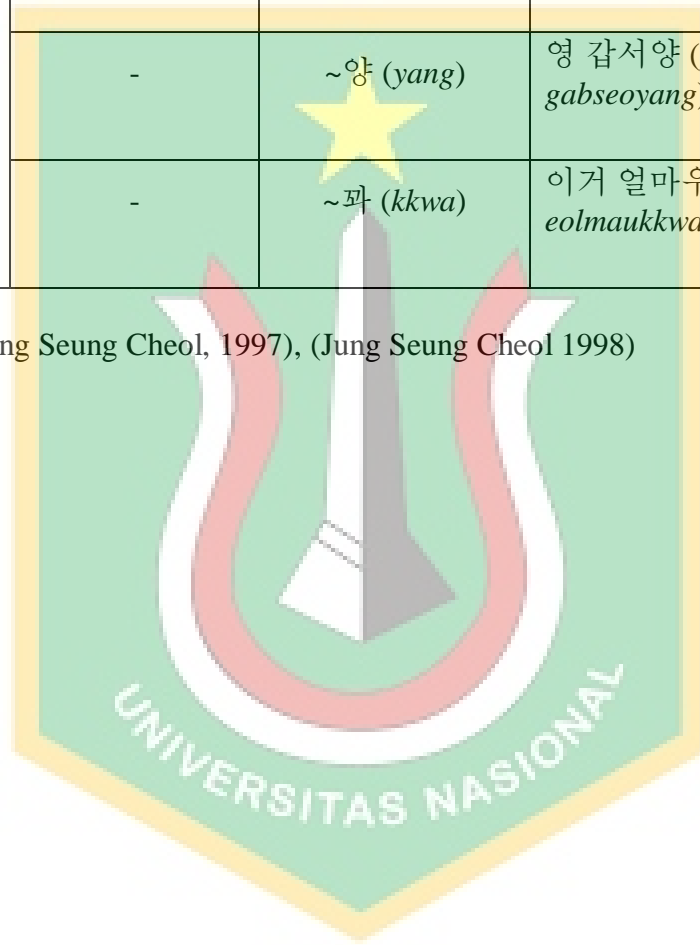 - ~양 (yang) 영 갑서양 (
gabseoyang)
- ~꽈 (kkwa) 이거 얼마우
eolmaukkwa
ng Seung Cheol, 1997), (Jung Seung Cheol 1998)
UNIVERSITAS NASIONAL